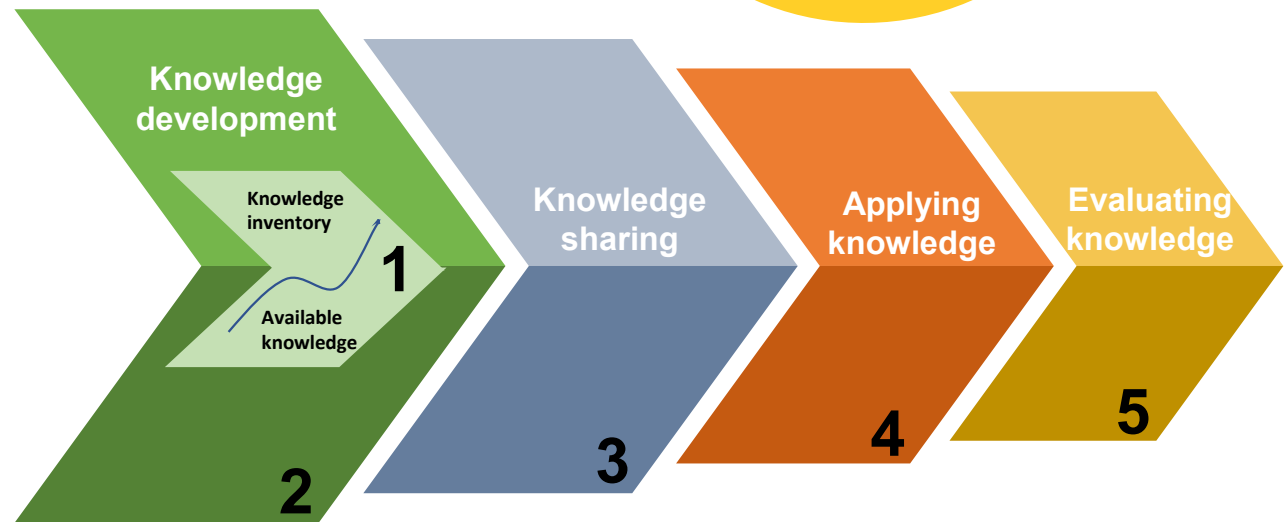 Knowledge
development
Knowledge
inventory
1
Available
knowledge
2
Knowledge
sharing
3
Applying
knowledge
4
Evaluating
knowledge
5